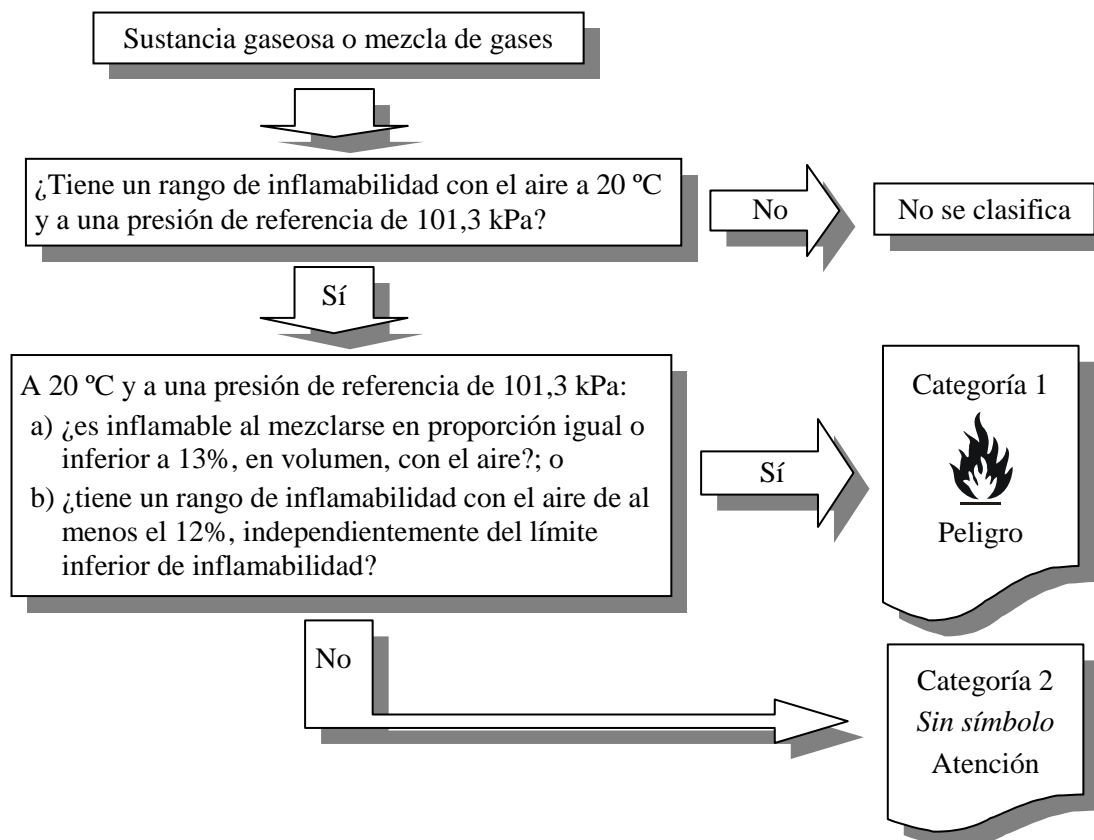 Sustancia gaseosa o mezcla de gases
¿Tiene un rango de inflamabilidad con el aire a 20 ºC
y a una presión de referencia de 101,3 kPa?
No
No se clasifica
Sí
A 20 ºC y a una presión de referencia de 101,3 kPa:
a) ¿es inflamable al mezclarse en proporción igual o
inferior a 13%, en volumen, con el aire?; o
b) ¿tiene un rango de inflamabilidad con el aire de al
menos el 12%, independientemente del límite
inferior de inflamabilidad?
Sí
Categoría 1
Peligro
No
Categoría 2
Sin símbolo
Atención